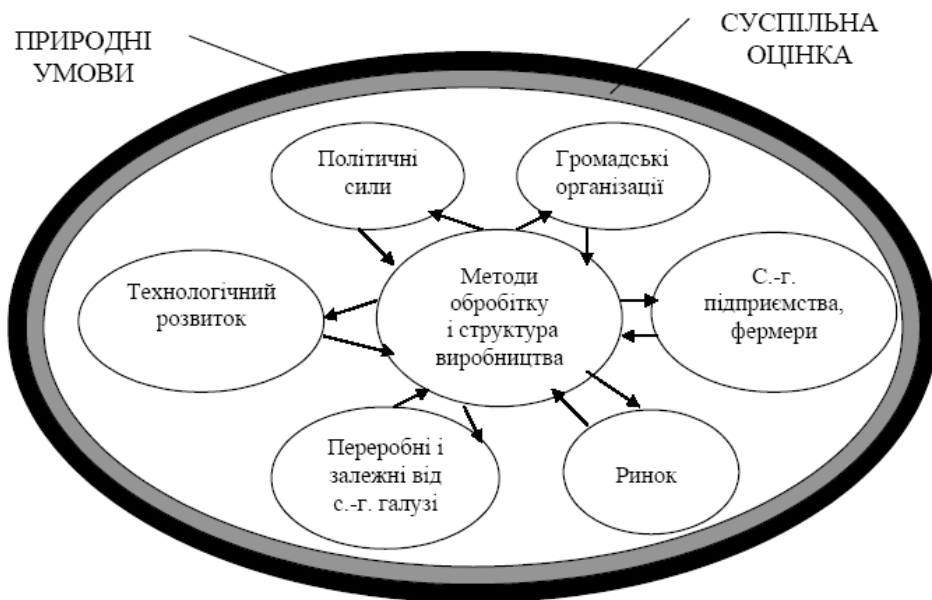 ПРИРОДНІ
УМОВИ
СУСПІЛЬНА
ОЦІНКА
Політичні
сили
Громадські
організації
Технологічний
розвиток
Методи
обробітку
і структура
виробництва
С.-г.
підприємства,
фермери
Переробні і
залежні від
с.-г. галузі
Ринок